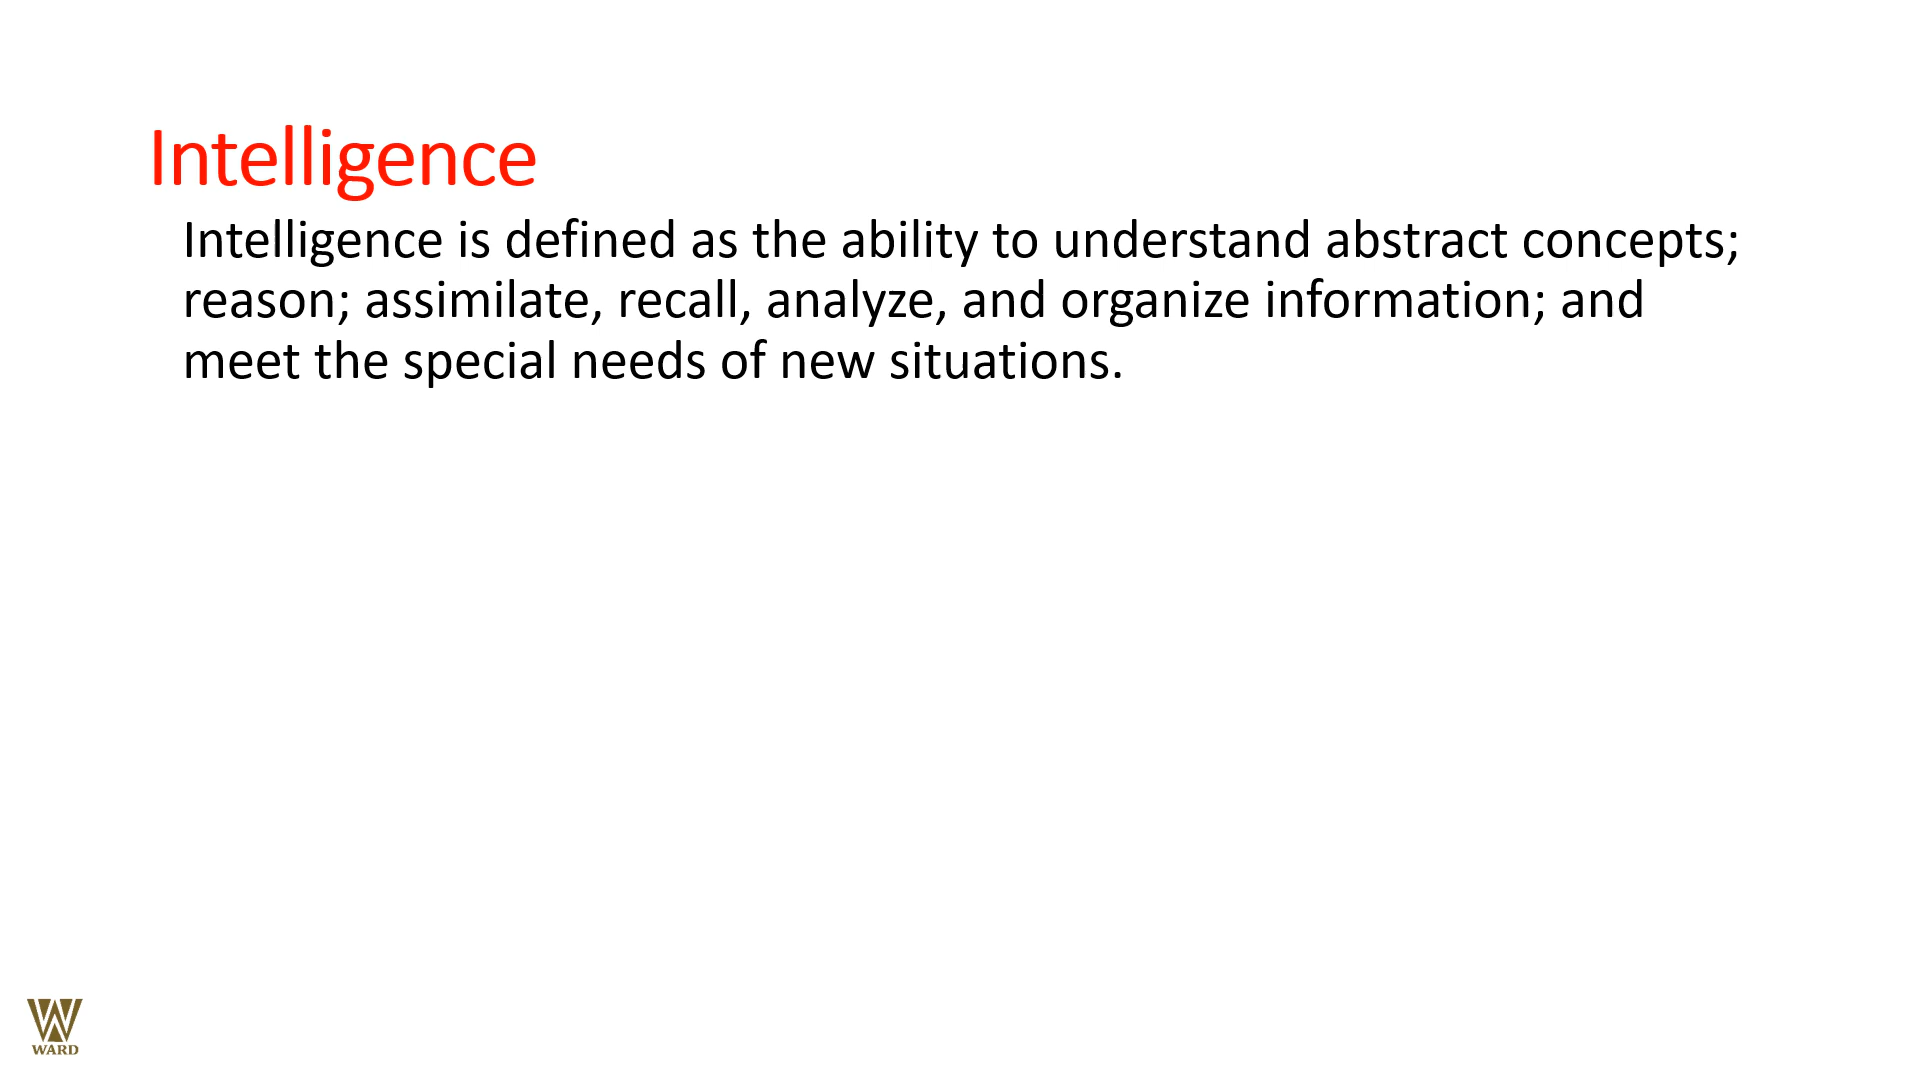 Intelligence
Intelligence is defined as the ability to understand abstract concepts;
reason; assimilate, recall, analyze, and organize information; and
meet the special needs of new situations.
WARD